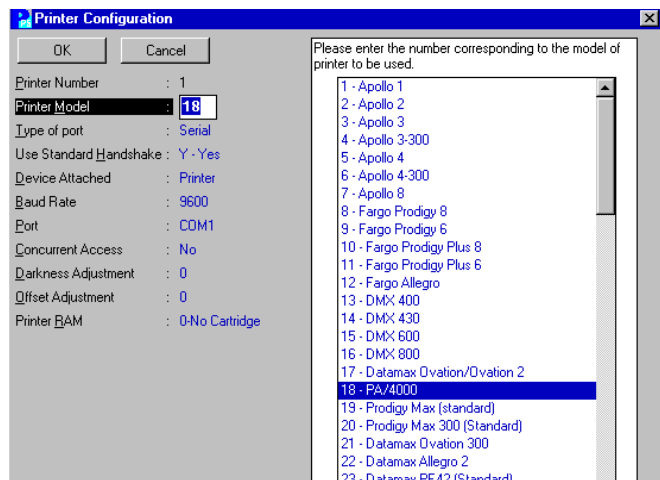 Printer Configuration
OK Cancel
Printer Number : 1
Printer Model : 18
Type of port : Serial
Use Standard Handshake : Y - Yes
Device Attached : Printer
Baud Rate : 9600
Port : COM1
Concurrent Access : No
Darkness Adjustment : 0
Offset Adjustment : 0
Printer RAM : 0-No Cartridge
Please enter the number corresponding to the model of
printer to be used.
1 - Apollo 1
2 - Apollo 2
3 - Apollo 3
4 - Apollo 3-300
5 - Apollo 4
6 - Apollo 4-300
7 - Apollo 8
8 - Fargo Prodigy 8
9 - Fargo Prodigy 6
10 - Fargo Prodigy Plus 8
11 - Fargo Prodigy Plus 6
12 - Fargo Allegro
13 - DMX 400
14 - DMX 430
15 - DMX 600
16 - DMX 800
17 - Datamax Ovation/Ovation 2
18 - PA/4000
19 - Prodigy Max (standard)
20 - Prodigy Max 300 (Standard)
21 - Datamax Ovation 300
22 - Datamax Allegro 2
23 - Datamax PE42 (Standard)